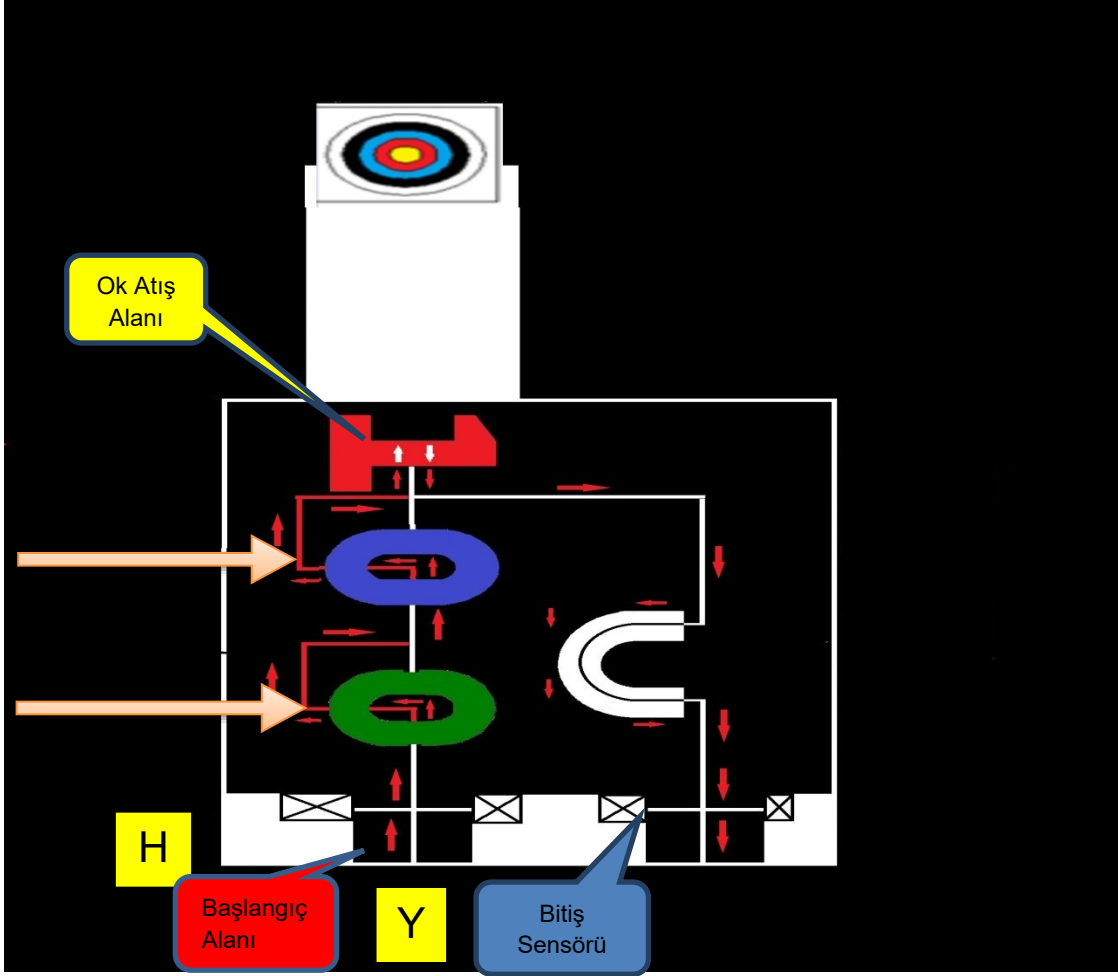 Ok Atış
Alanı
H
Başlangıç
Alanı
Y
Bitiş
Sensörü